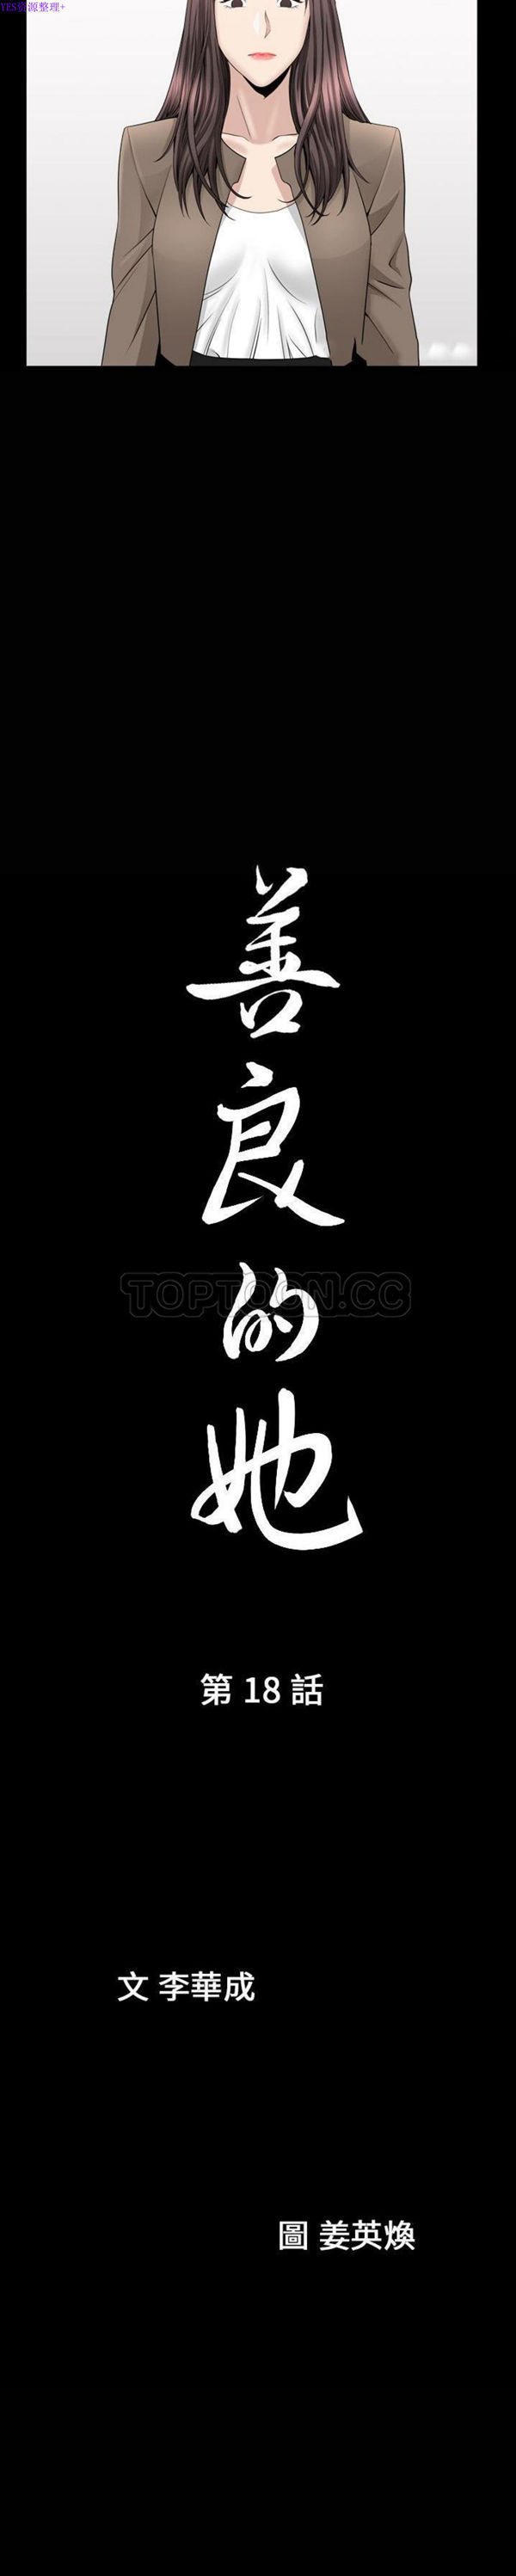 YES资源整理+
善良的她
TOPTOON.CC
第 18 話
文 李華成
圖 姜英煥